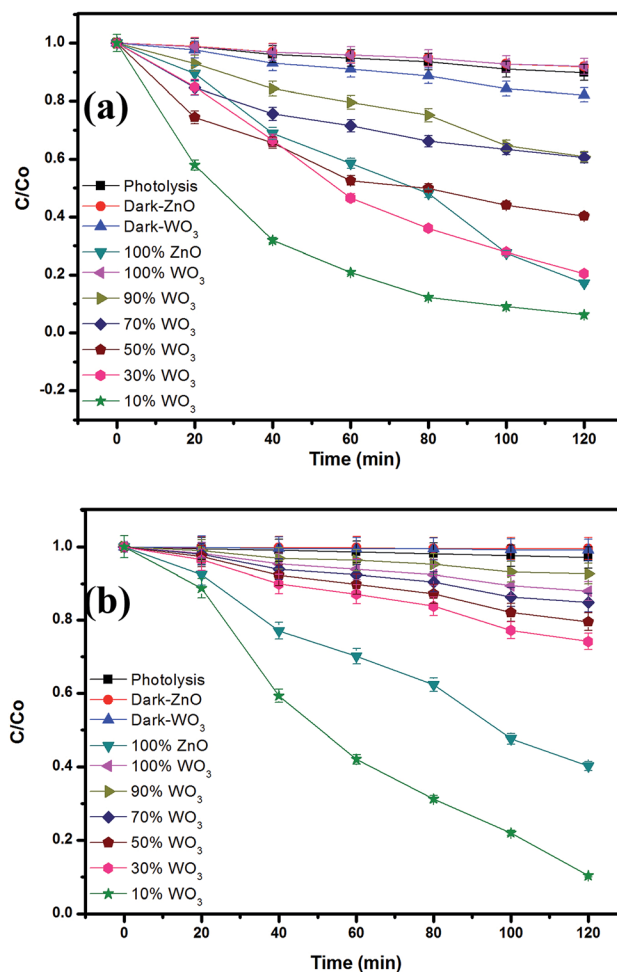 (a)
C/Co
1.0
0.8
0.6
0.4
0.2
0.0
-0.2
Photolysis
Dark-ZnO
Dark-WO3
100% ZnO
100% WO3
90% WO3
70% WO3
50% WO3
30% WO3
10% WO3
0 20 40 60 80 100 120
Time (min)
(b)
C/Co
1.0
0.8
0.6
0.4
0.2
0.0
Photolysis
Dark-ZnO
Dark-WO3
100% ZnO
100% WO3
90% WO3
70% WO3
50% WO3
30% WO3
10% WO3
0 20 40 60 80 100 120
Time (min)